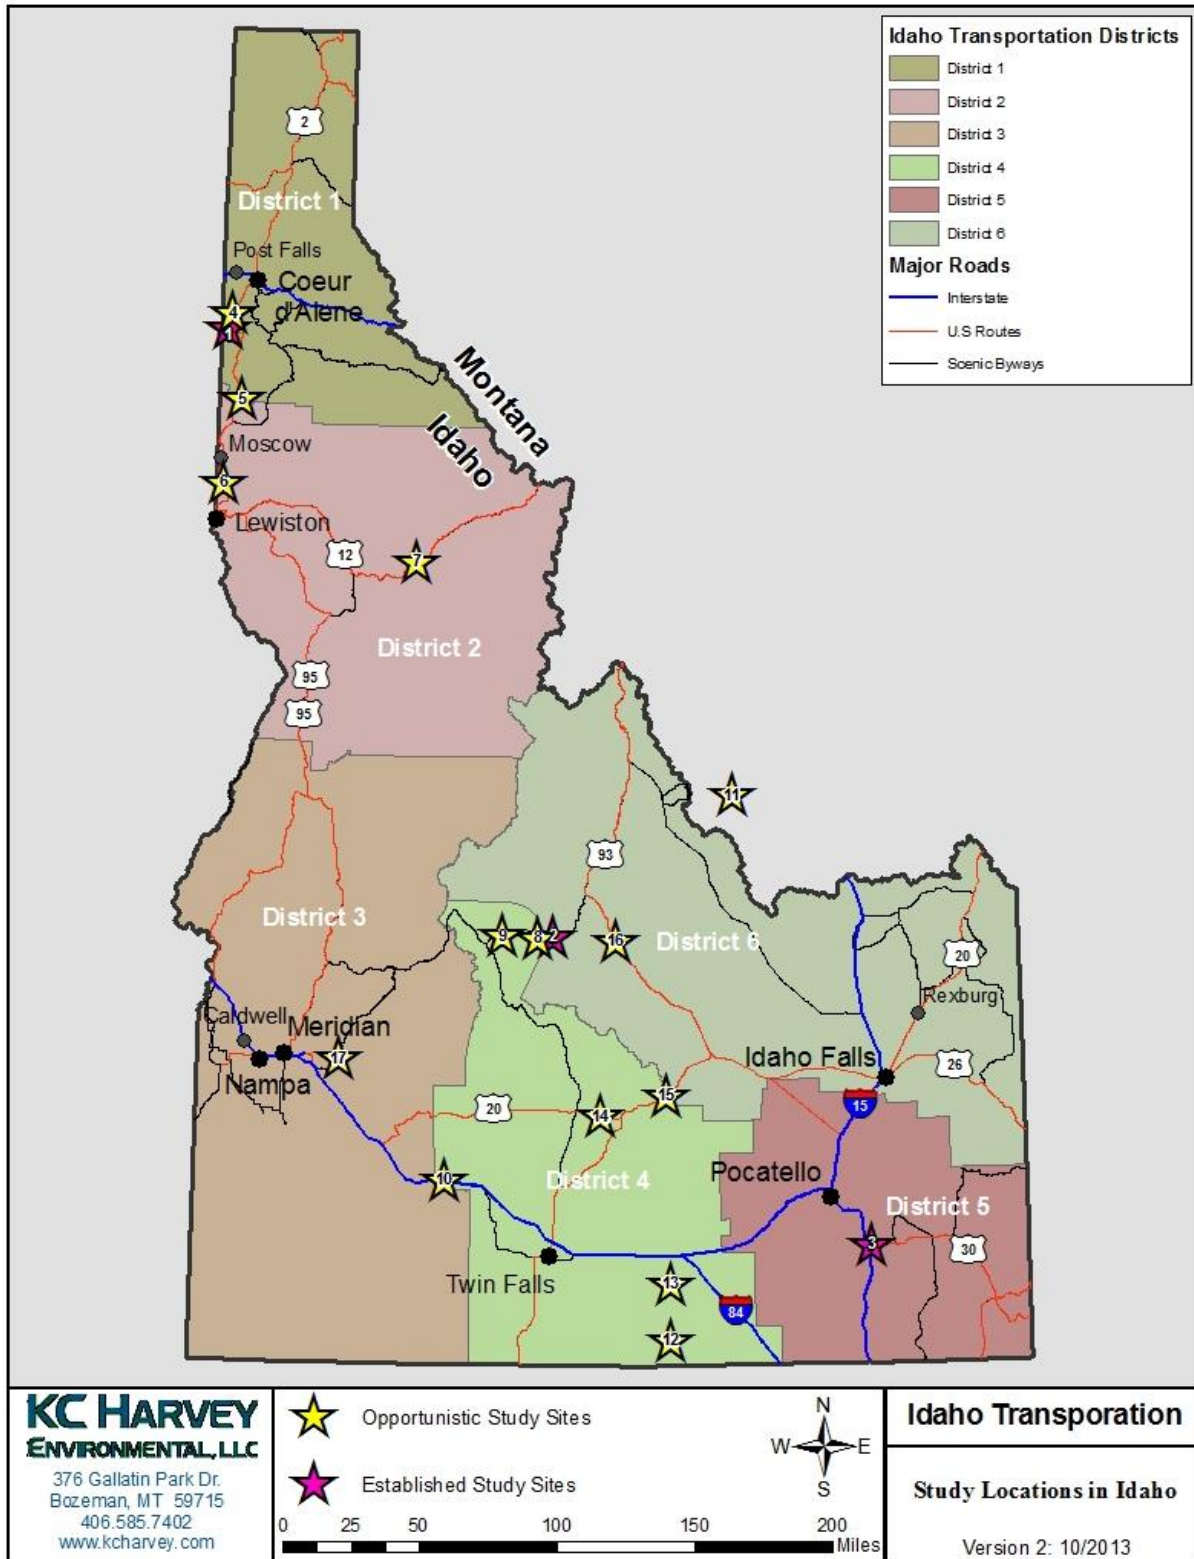 Idaho Transportation Districts
District 1
District 2
District 3
District 4
District 5
District 6
Major Roads
Interstate
U.S Routes
Scenic Byways
2
District 1
Post Falls
Coeur
d'Alene
4
1
Montana
Idaho
5
Moscow
6
Lewiston
12
7
District 2
95
95
11
93
District 3
9
8
2
16
District 6
20
Rexburg
Caldwell
Meridian
17
Nampa
Idaho Falls
26
15
20
14
15
10
District 4
Pocatello
District 5
3
30
Twin Falls
13
84
12
KC HARVEY
ENVIRONMENTAL, LLC
376 Gallatin Park Dr.
Bozeman, MT 59715
406.585.7402
www.kcharvey.com
Opportunistic Study Sites
Established Study Sites
N
W E
S
0 25 50 100 150 200
Miles
Idaho Transporation
Study Locations in Idaho
Version 2: 10/2013